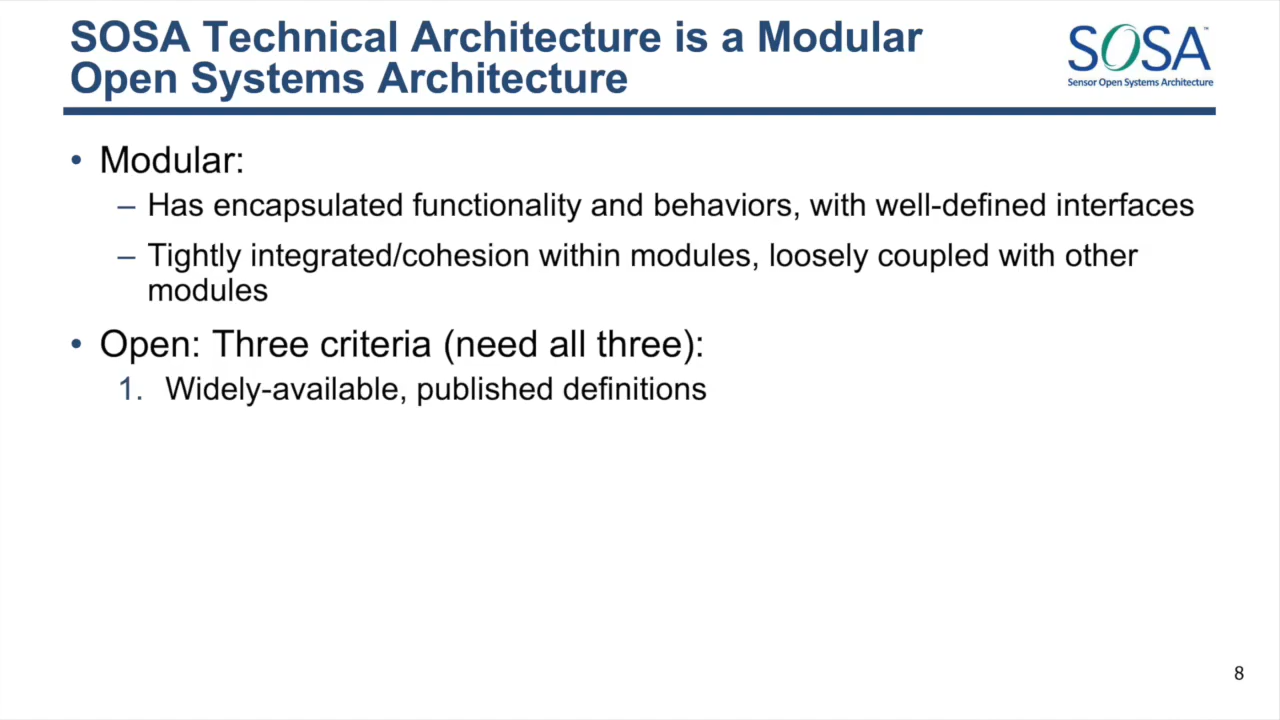 SOSA Technical Architecture is a Modular
Open Systems Architecture
SOSA™
Sensor Open Systems Architecture
• Modular:
– Has encapsulated functionality and behaviors, with well-defined interfaces
– Tightly integrated/cohesion within modules, loosely coupled with other
modules
• Open: Three criteria (need all three):
1. Widely-available, published definitions
8